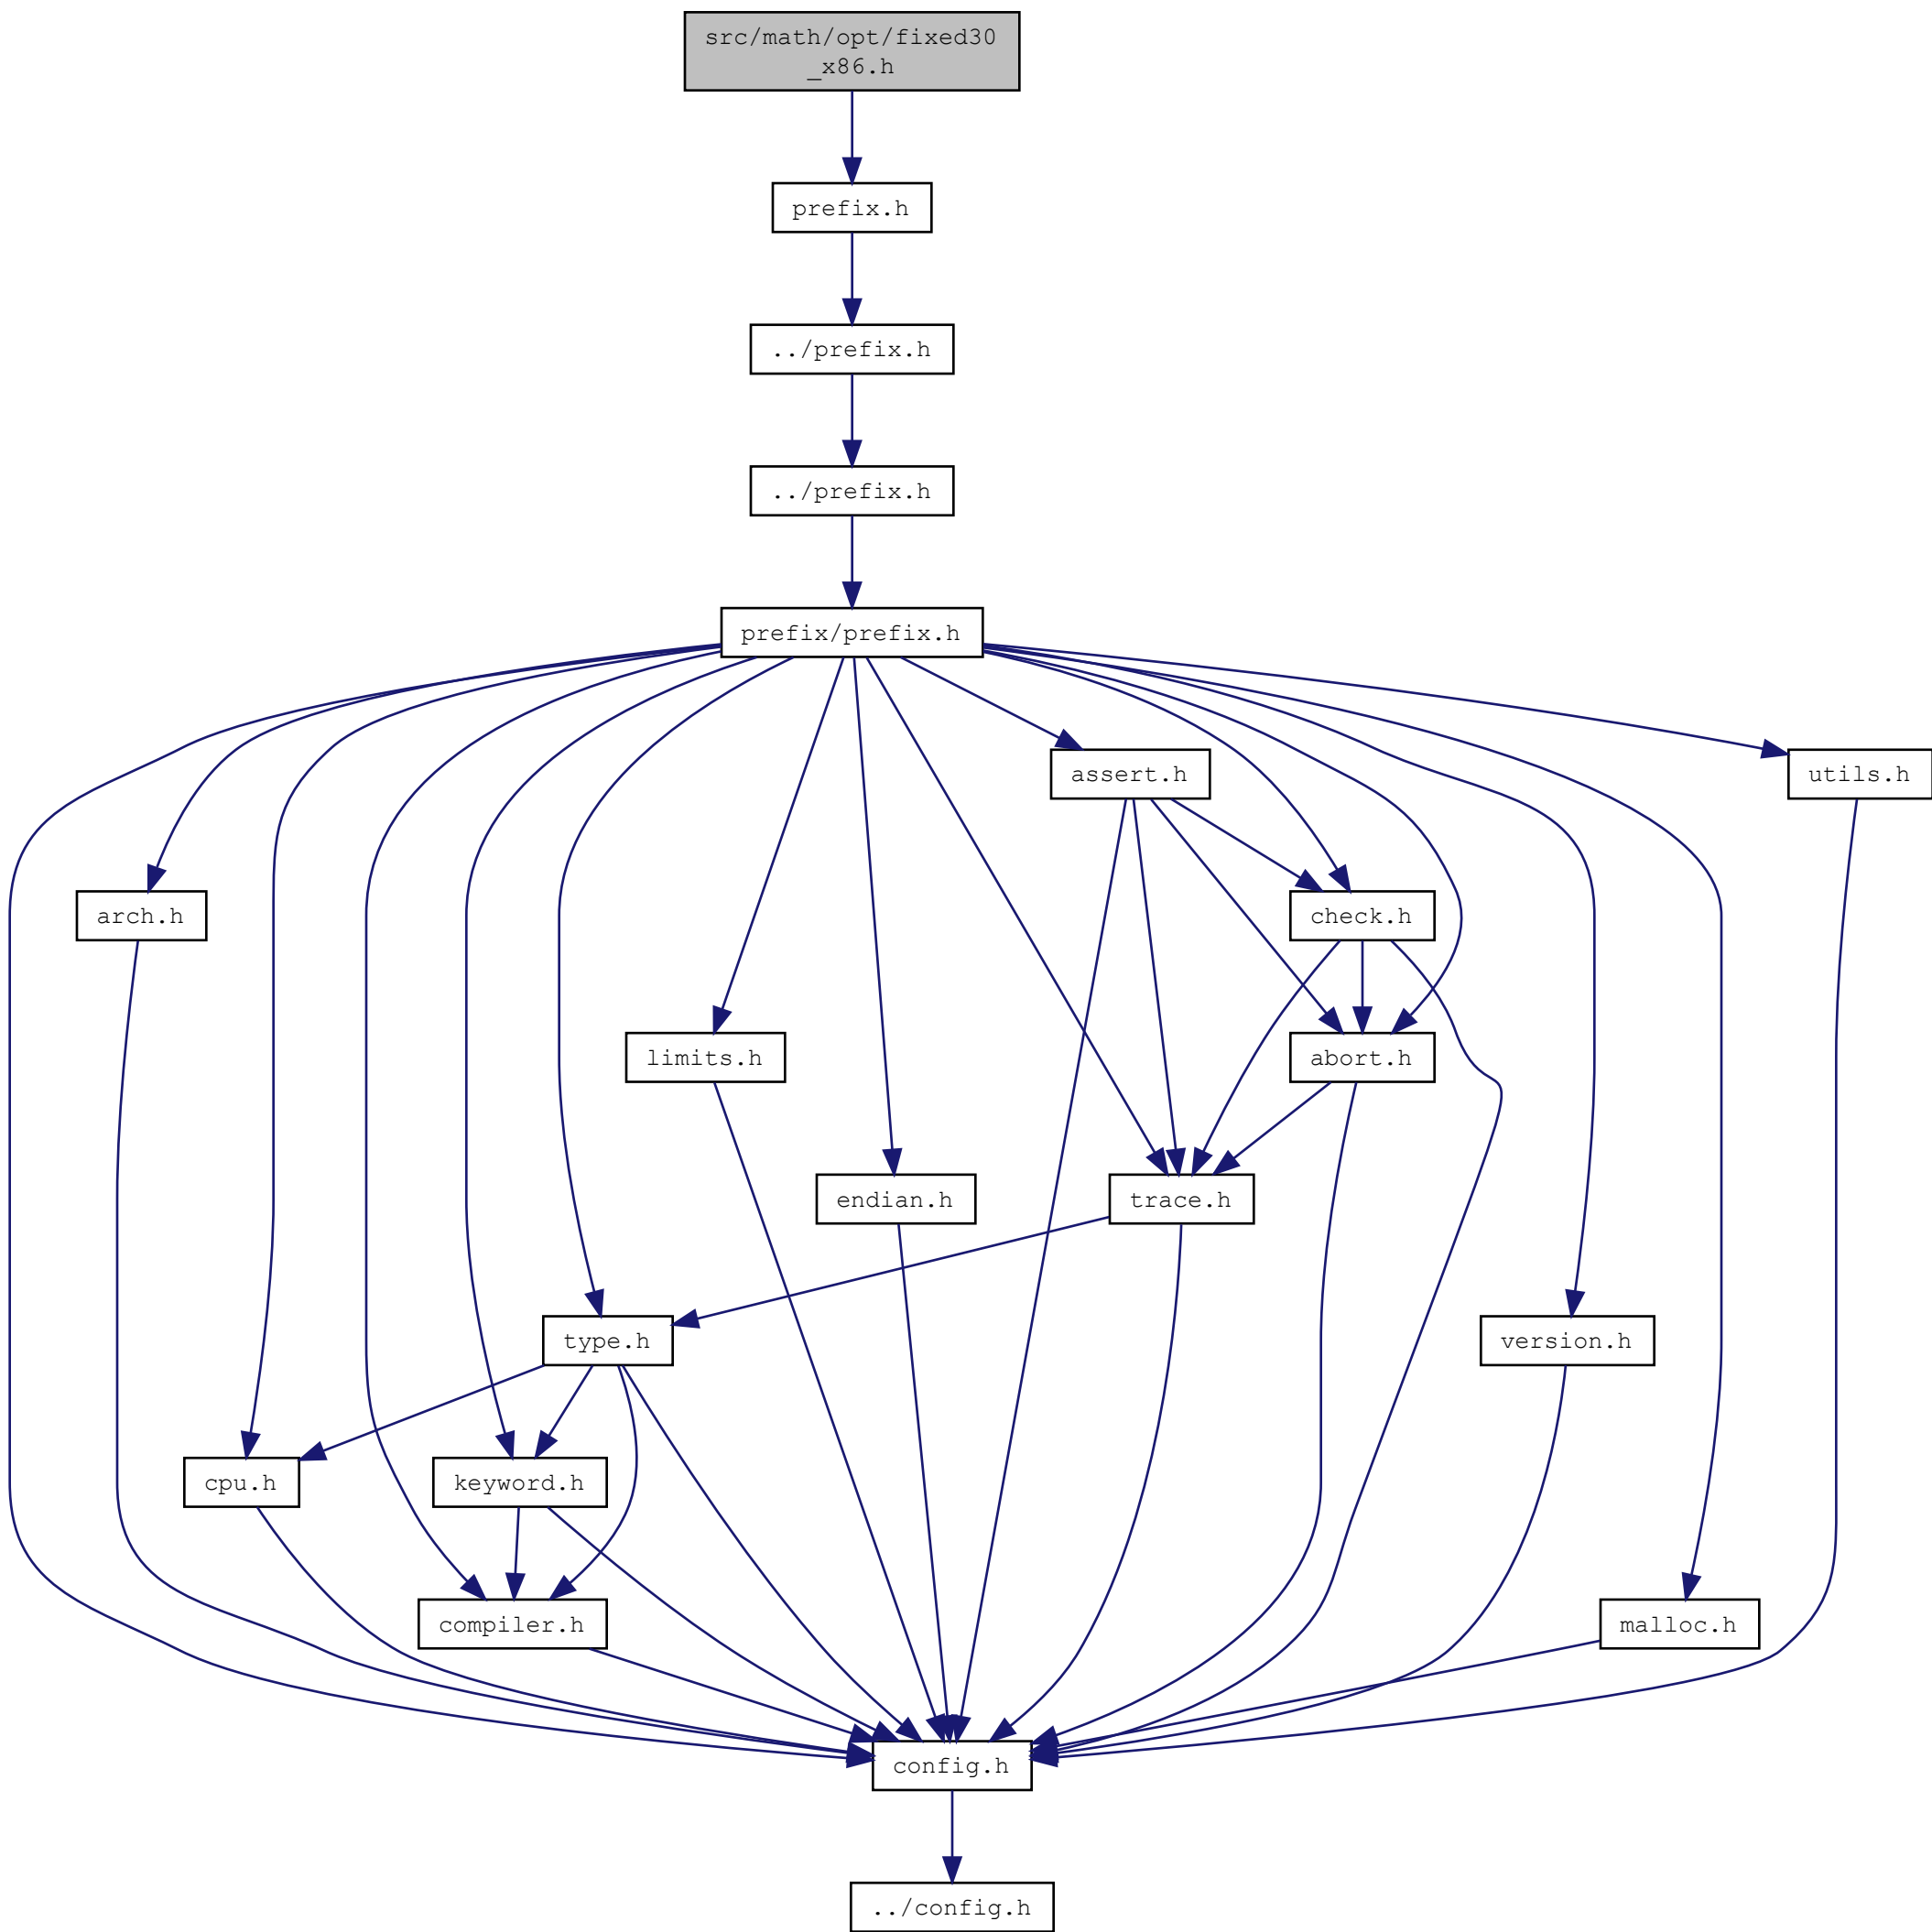 src/math/opt/fixed30
_x86.h
prefix.h
../prefix.h
../prefix.h
prefix/prefix.h
assert.h
utils.h
arch.h
check.h
limits.h
abort.h
endian.h
trace.h
type.h
version.h
cpu.h
keyword.h
compiler.h
malloc.h
config.h
../config.h